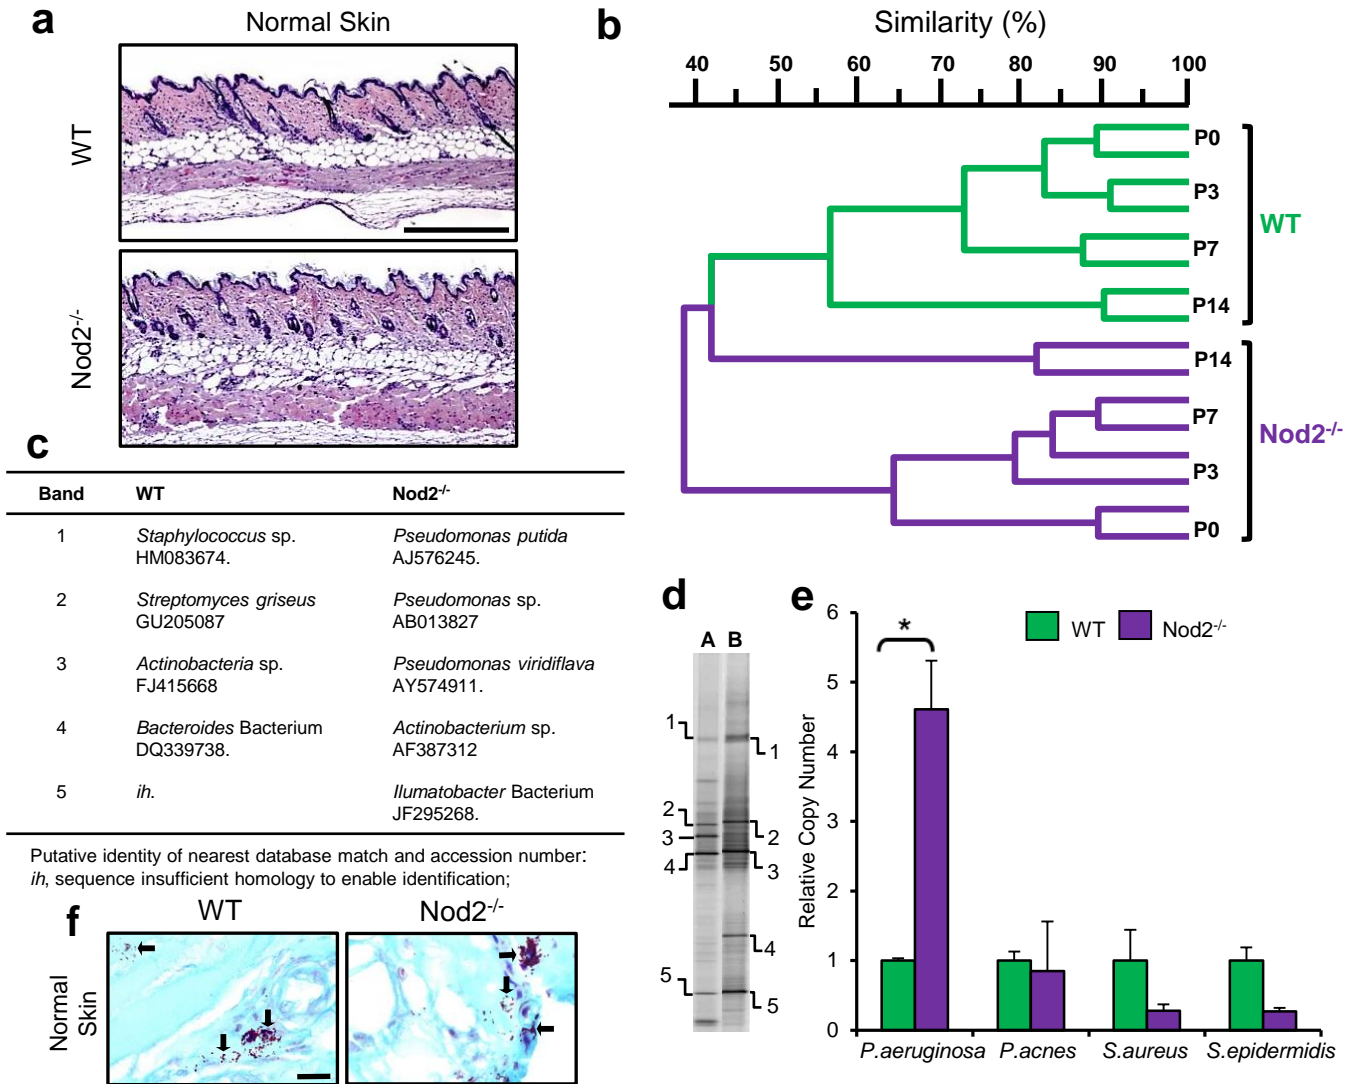 a
Normal Skin
WT
Nod2-/-
b
Similarity (%)
40 50 60 70 80 90 100
P0
P3
P7
P14
WT
P14
P7
P3
P0
Nod2-/-
c
Band WT Nod2-/-
1 Staphylococcus sp. Pseudomonas putida
HM083674. AJ576245.
2 Streptomyces griseus Pseudomonas sp.
GU205087 AB013827
3 Actinobacteria sp. Pseudomonas viridiflava
FJ415668 AY574911.
4 Bacteroides Bacterium Actinobacterium sp.
DQ339738. AF387312
5 ih. Ilumatobacter Bacterium
JF295268.
Putative identity of nearest database match and accession number:
ih, sequence insufficient homology to enable identification;
d
A B
1
1
2
2
3
3
4
4
5
5
e
WT Nod2-/-
*
Relative Copy Number
6
5
4
3
2
1
0
P.aeruginosa P.acnes S.aureus S.epidermidis
f
WT Nod2-/-
Normal
Skin